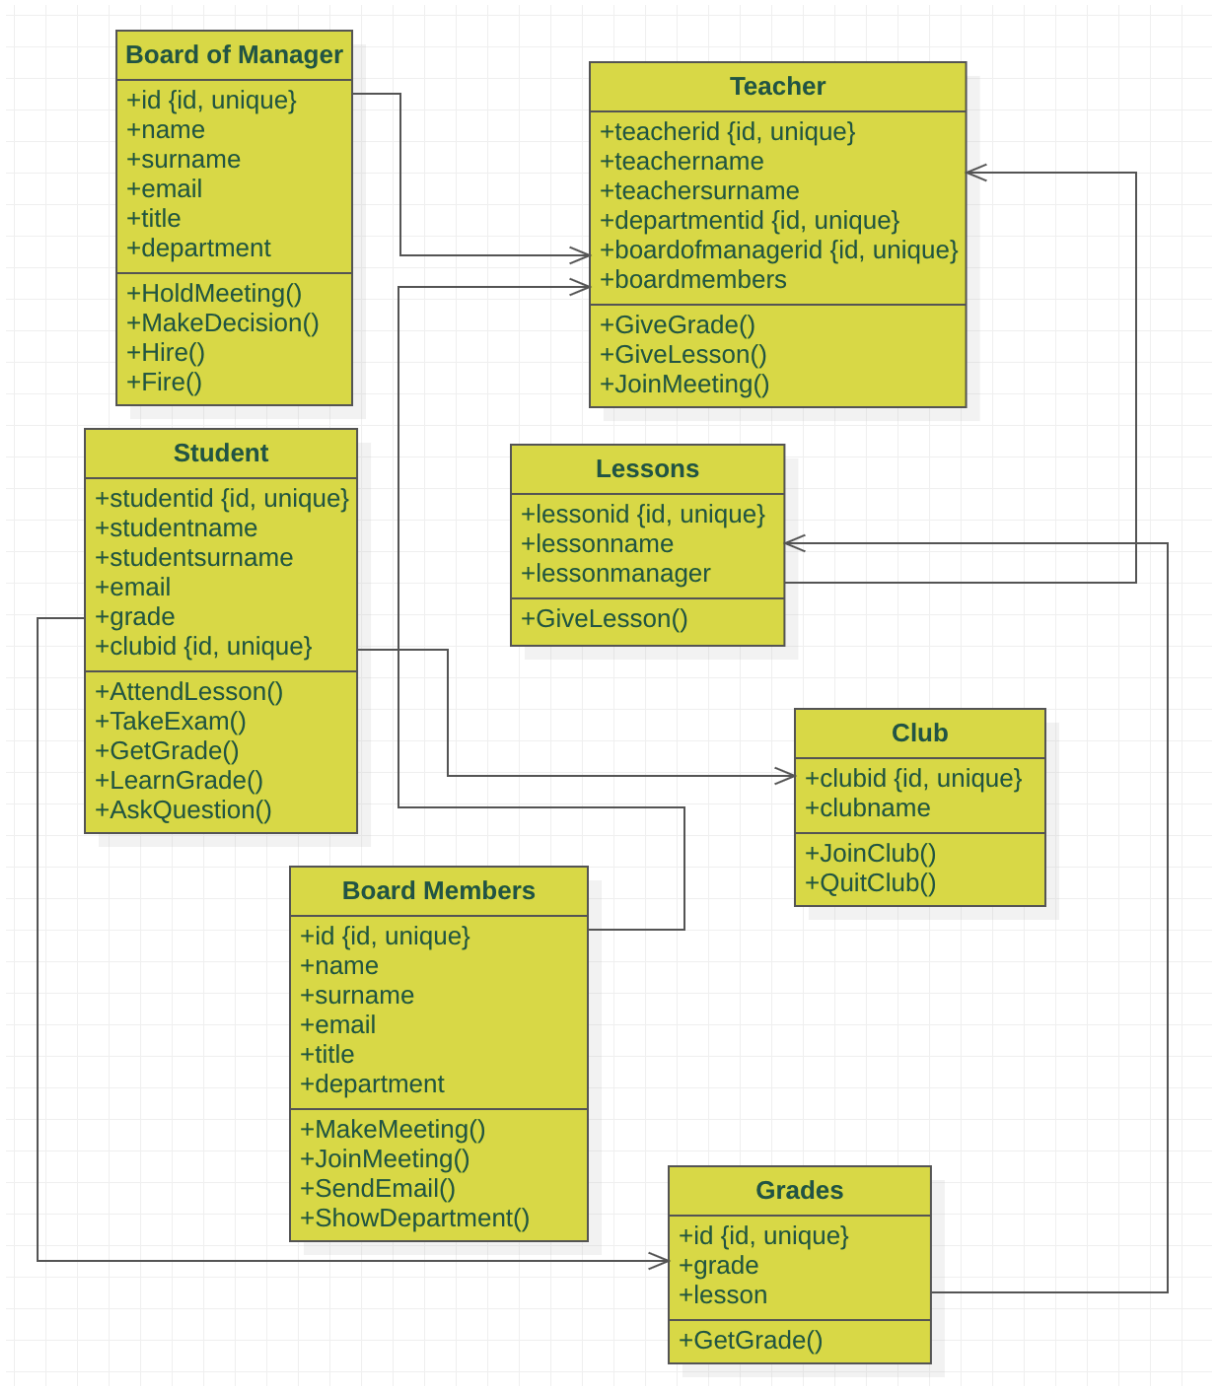 Board of Manager
+id {id, unique}
+name
+surname
+email
+title
+department
+HoldMeeting()
+MakeDecision()
+Hire()
+Fire()
Teacher
+teacherid {id, unique}
+teachername
+teachersurname
+departmentid {id, unique}
+boardofmanagerid {id, unique}
+boardmembers
+GiveGrade()
+GiveLesson()
+JoinMeeting()
Student
+studentid {id, unique}
+studentname
+studentsurname
+email
+grade
+clubid {id, unique}
+AttendLesson()
+TakeExam()
+GetGrade()
+LearnGrade()
+AskQuestion()
Lessons
+lessonid {id, unique}
+lessonname
+lessonmanager
+GiveLesson()
Club
+clubid {id, unique}
+clubname
+JoinClub()
+QuitClub()
Board Members
+id {id, unique}
+name
+surname
+email
+title
+department
+MakeMeeting()
+JoinMeeting()
+SendEmail()
+ShowDepartment()
Grades
+id {id, unique}
+grade
+lesson
+GetGrade()